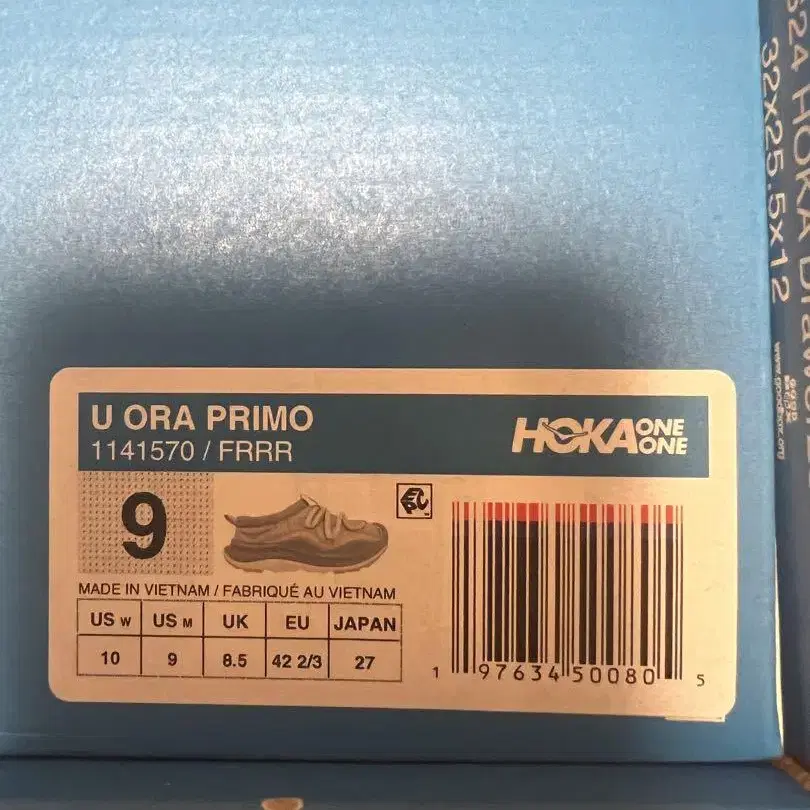 U ORA PRIMO
1141570 / FRRR
HOKA ONE ONE
9
MADE IN VIETNAM / FABRIQUÉ AU VIETNAM
US W US M UK EU JAPAN
10 9 8.5 42 2/3 27
1 97634 50080 5
32x25.5x12